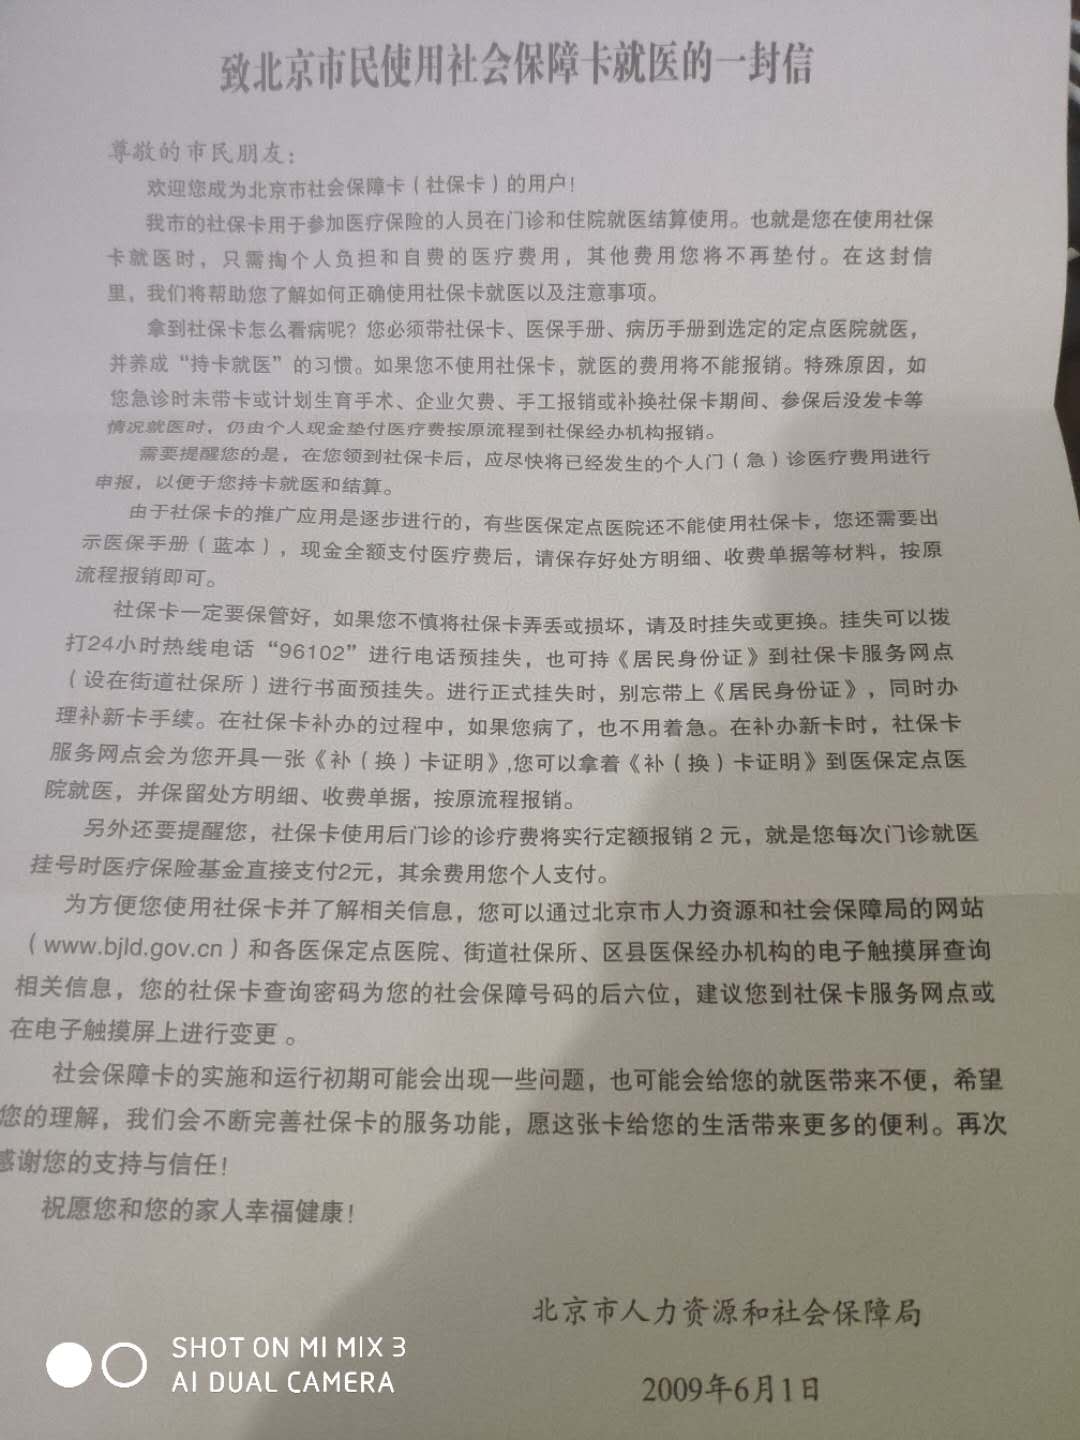 致北京市民使用社会保障卡就医的一封信
尊敬的市民朋友：
欢迎您成为北京市社会保障卡（社保卡）的用户！
我市的社保卡用于参加医疗保险的人员在门诊和住院就医结算使用。也就是您在使用社保
卡就医时，只需掏个人负担和自费的医疗费用，其他费用您将不再垫付。在这封信
里，我们将帮助您了解如何正确使用社保卡就医以及注意事项。
拿到社保卡怎么看病呢？您必须带社保卡、医保手册、病历手册到选定的定点医院就医，
并养成“持卡就医”的习惯。如果您不使用社保卡，就医的费用将不能报销。特殊原因，如
您急诊时未带卡或计划生育手术、企业欠费、手工报销或补换社保卡期间、参保后没发卡等
情况就医时，仍由个人现金垫付医疗费按原流程到社保经办机构报销。
需要提醒您的是，在您领到社保卡后，应尽快将已经发生的个人门（急）诊医疗费用进行
申报，以便于您持卡就医和结算。
由于社保卡的推广应用是逐步进行的，有些医保定点医院还不能使用社保卡，您还需要出
示医保手册（蓝本），现金全额支付医疗费后，请保存好处方明细、收费单据等材料，按原
流程报销即可。
社保卡一定要保管好，如果您不慎将社保卡弄丢或损坏，请及时挂失或更换。挂失可以拨
打24小时热线电话“96102”进行电话预挂失，也可持《居民身份证》到社保卡服务网点
（设在街道社保所）进行书面预挂失。进行正式挂失时，别忘带上《居民身份证》，同时办
理补新卡手续。在社保卡补办的过程中，如果您病了，也不用着急。在补办新卡时，社保卡
服务网点会为您开具一张《补（换）卡证明》,您可以拿着《补（换）卡证明》到医保定点医
院就医，并保留处方明细、收费单据，按原流程报销。
另外还要提醒您，社保卡使用后门诊的诊疗费将实行定额报销 2 元，就是您每次门诊就医
挂号时医疗保险基金直接支付2元，其余费用您个人支付。
为方便您使用社保卡并了解相关信息，您可以通过北京市人力资源和社会保障局的网站
（www.bjld.gov.cn）和各医保定点医院、街道社保所、区县医保经办机构的电子触摸屏查询
相关信息，您的社保卡查询密码为您的社会保障号码的后六位，建议您到社保卡服务网点或
在电子触摸屏上进行变更 。
社会保障卡的实施和运行初期可能会出现一些问题，也可能会给您的就医带来不便，希望
您的理解，我们会不断完善社保卡的服务功能，愿这张卡给您的生活带来更多的便利。再次
感谢您的支持与信任！
祝愿您和您的家人幸福健康！
北京市人力资源和社会保障局
2009年6月1日
SHOT ON MI MIX 3
AI DUAL CAMERA